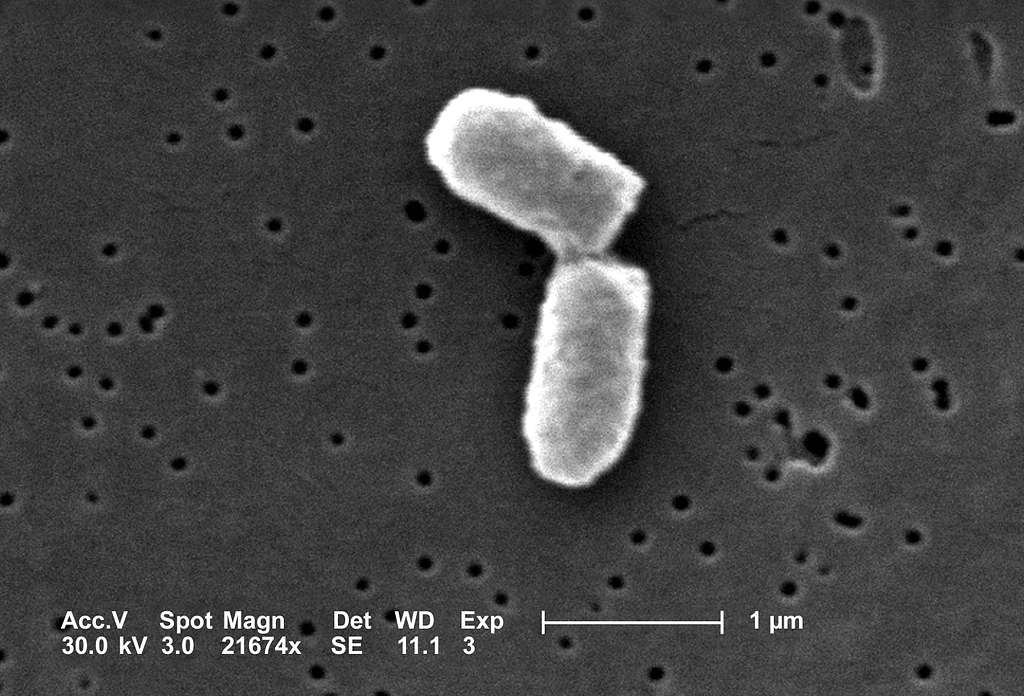 Acc.V Spot Magn Det WD Exp 1 µm
30.0 kV 3.0 21674x SE 11.1 3